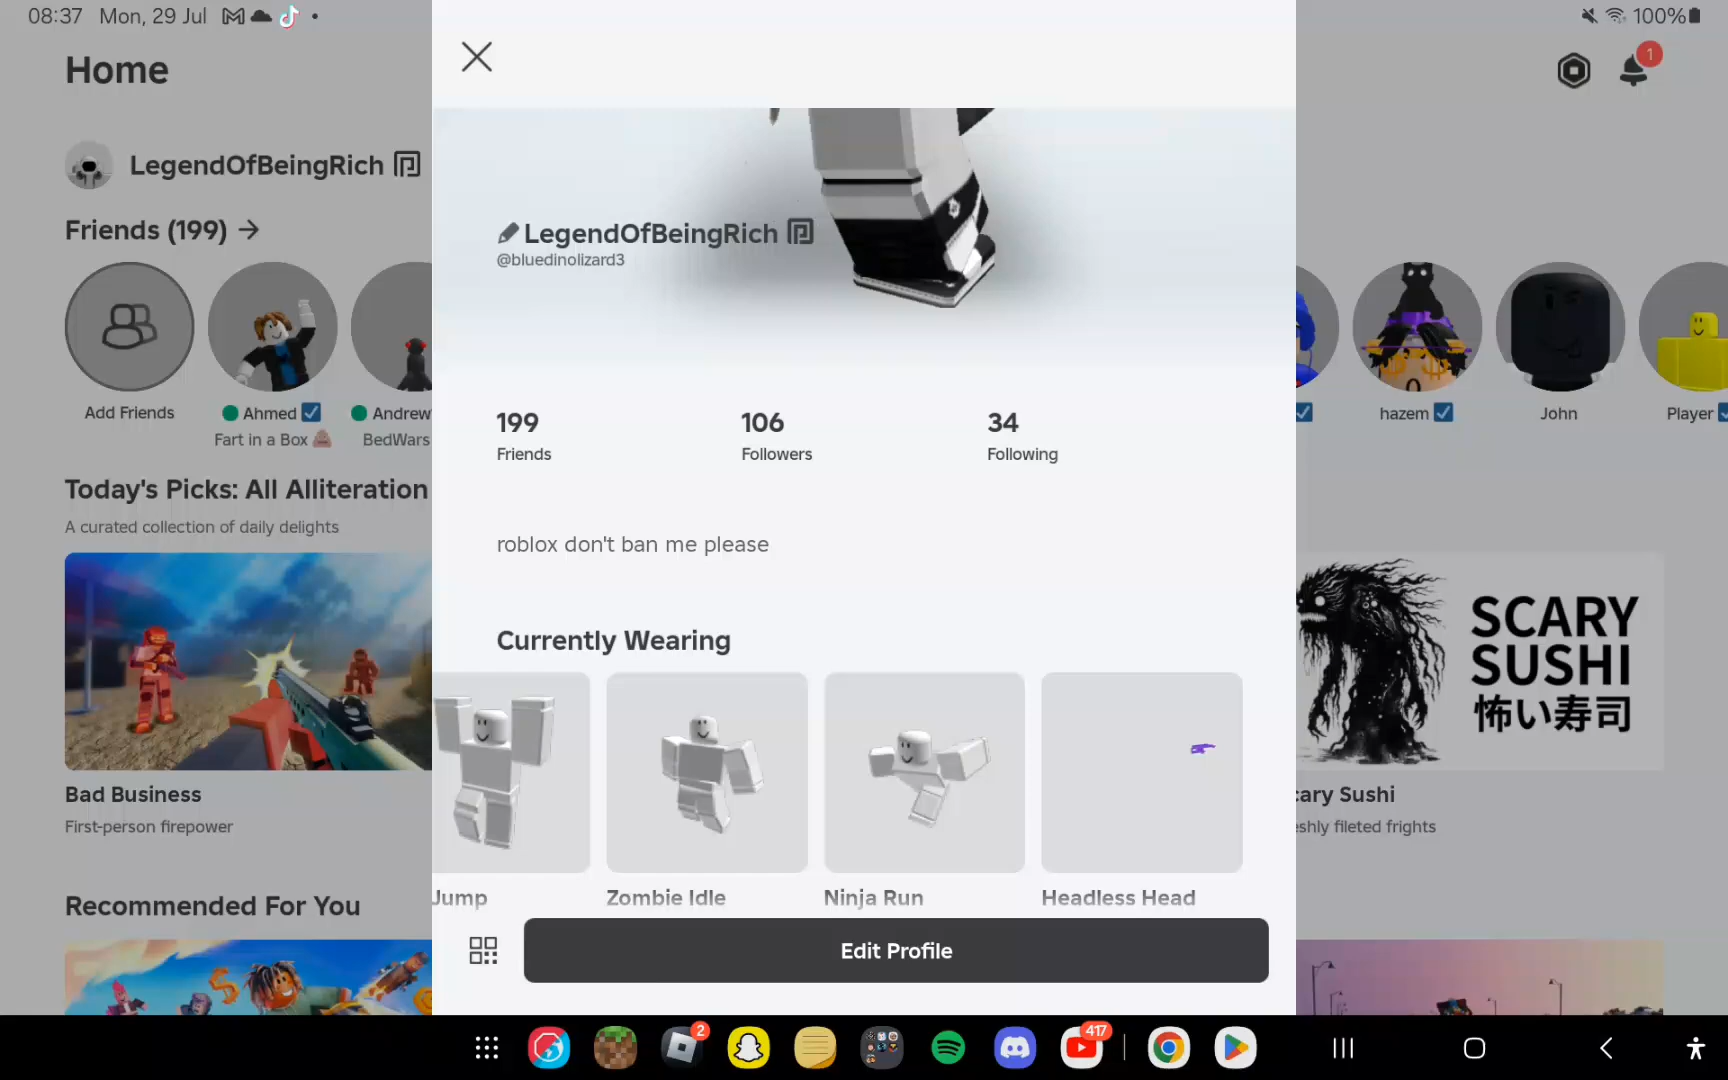 08:37 Mon, 29 Jul
100%
Home
1
LegendOfBeingRich
Friends (199) →
Add Friends
Ahmed
Fart in a Box
Andrew
BedWars
hazem
John
Player
Today's Picks: All Alliteration
A curated collection of daily delights
Bad Business
First-person firepower
Recommended For You
LegendOfBeingRich
@bluedinolizard3
199
Friends
106
Followers
34
Following
roblox don't ban me please
Currently Wearing
Jump
Zombie Idle
Ninja Run
Headless Head
Edit Profile
SCARY
SUSHI
怖い寿司
cary Sushi
eshly fileted frights
2
417